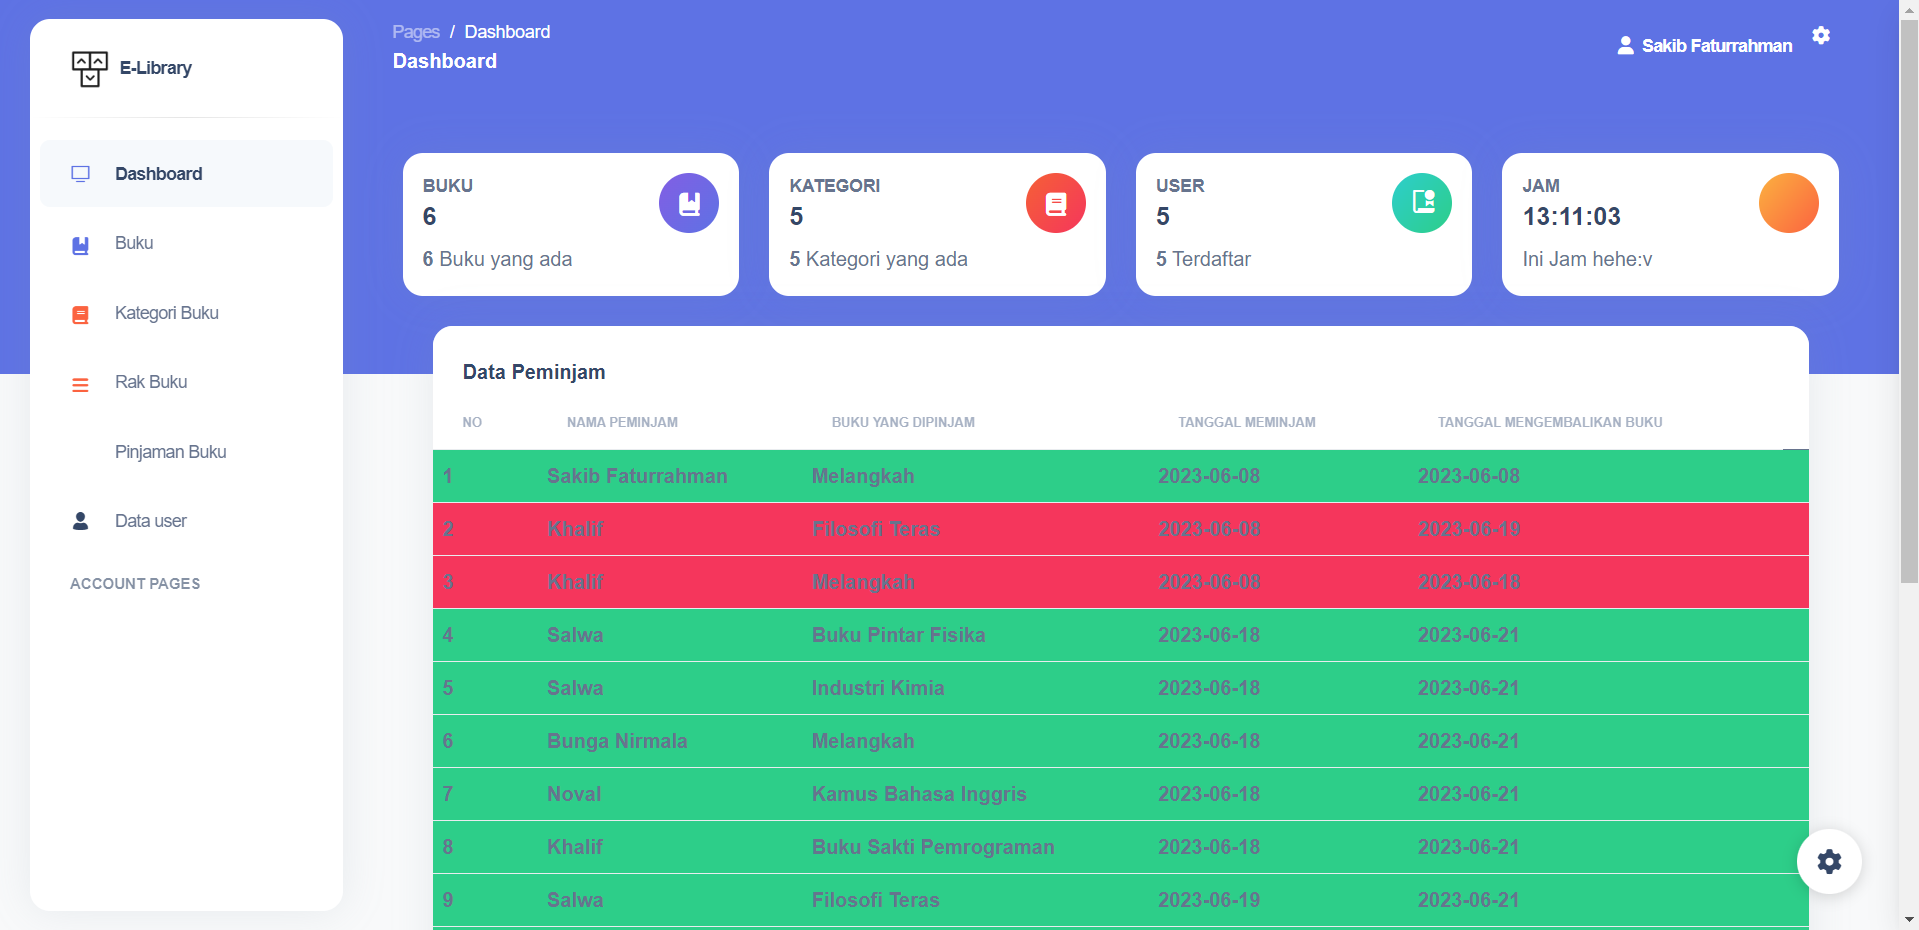 E-Library
Dashboard
Buku
Kategori Buku
Rak Buku
Pinjaman Buku
Data user
ACCOUNT PAGES
Pages / Dashboard
Dashboard
Sakib Faturrahman
BUKU
6
6 Buku yang ada
KATEGORI
5
5 Kategori yang ada
USER
5
5 Terdaftar
JAM
13:11:03
Ini Jam hehe:v
Data Peminjam
NO NAMA PEMINJAM BUKU YANG DIPINJAM TANGGAL MEMINJAM TANGGAL MENGEMBALIKAN BUKU
1 Sakib Faturrahman Melangkah 2023-06-08 2023-06-08
2 Khalif Filosofi Teras 2023-06-08 2023-06-19
3 Khalif Melangkah 2023-06-08 2023-06-18
4 Salwa Buku Pintar Fisika 2023-06-18 2023-06-21
5 Salwa Industri Kimia 2023-06-18 2023-06-21
6 Bunga Nirmala Melangkah 2023-06-18 2023-06-21
7 Noval Kamus Bahasa Inggris 2023-06-18 2023-06-21
8 Khalif Buku Sakti Pemrograman 2023-06-18 2023-06-21
9 Salwa Filosofi Teras 2023-06-19 2023-06-21